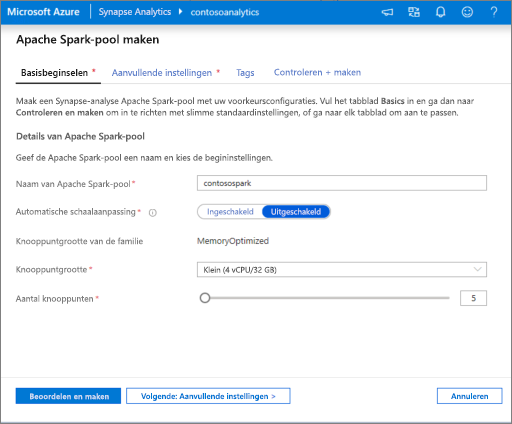 Microsoft Azure Synapse Analytics contosoanalytics ?
Apache Spark-pool maken
Basisbeginselen * Aanvullende instellingen * Tags Controleren + maken
Maak een Synapse-analyse Apache Spark-pool met uw voorkeursconfiguraties. Vul het tabblad Basics in en ga dan naar
Controleren en maken om in te richten met slimme standaardinstellingen, of ga naar elk tabblad om aan te passen.
Details van Apache Spark-pool
Geef de Apache Spark-pool een naam en kies de begininstellingen.
Naam van Apache Spark-pool* contosospark
Automatische schaalaanpassing * Ingeschakeld Uitgeschakeld
Knooppuntgrootte van de familie MemoryOptimized
Knooppuntgrootte * Klein (4 vCPU/32 GB)
Aantal knooppunten * 5
Beoordelen en maken Volgende: Aanvullende instellingen > Annuleren